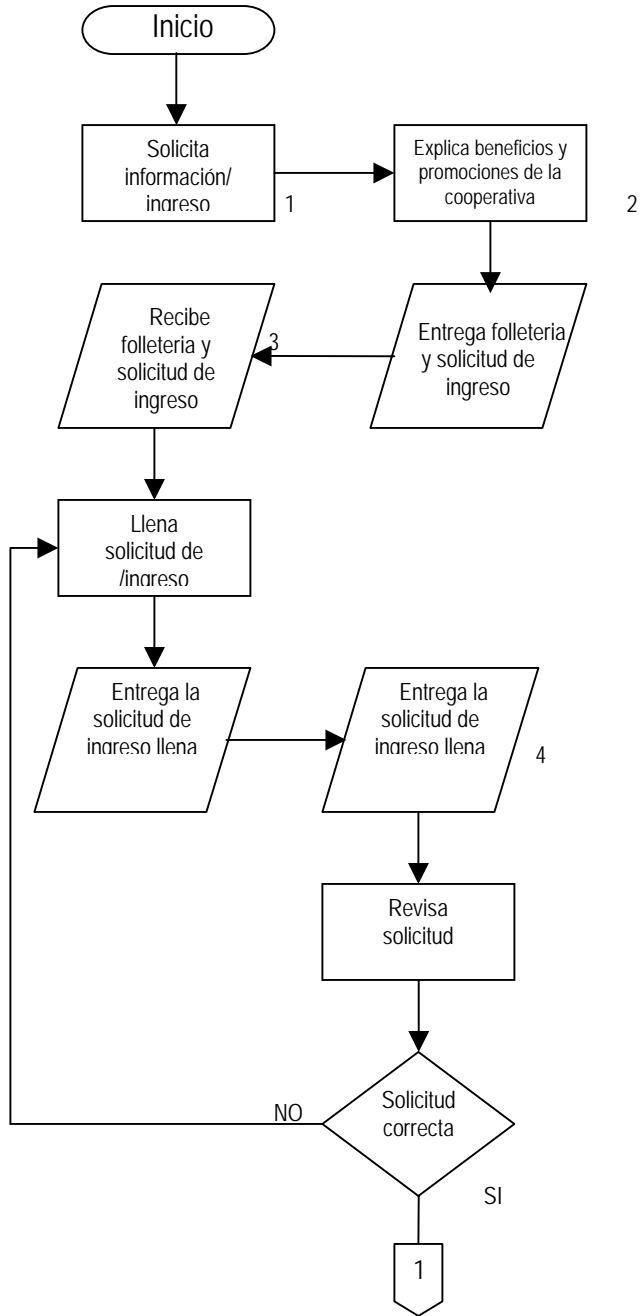 Inicio
Solicita
información/
ingreso
1
Explica beneficios y
promociones de la
cooperativa
2
Recibe
folleteria y
solicitud de
ingreso
3
Entrega folleteria
y solicitud de
ingreso
Llena
solicitud de
/ingreso
Entrega la
solicitud de
ingreso llena
Entrega la
solicitud de
ingreso llena
4
Revisa
solicitud
Solicitud
correcta
NO
SI
1